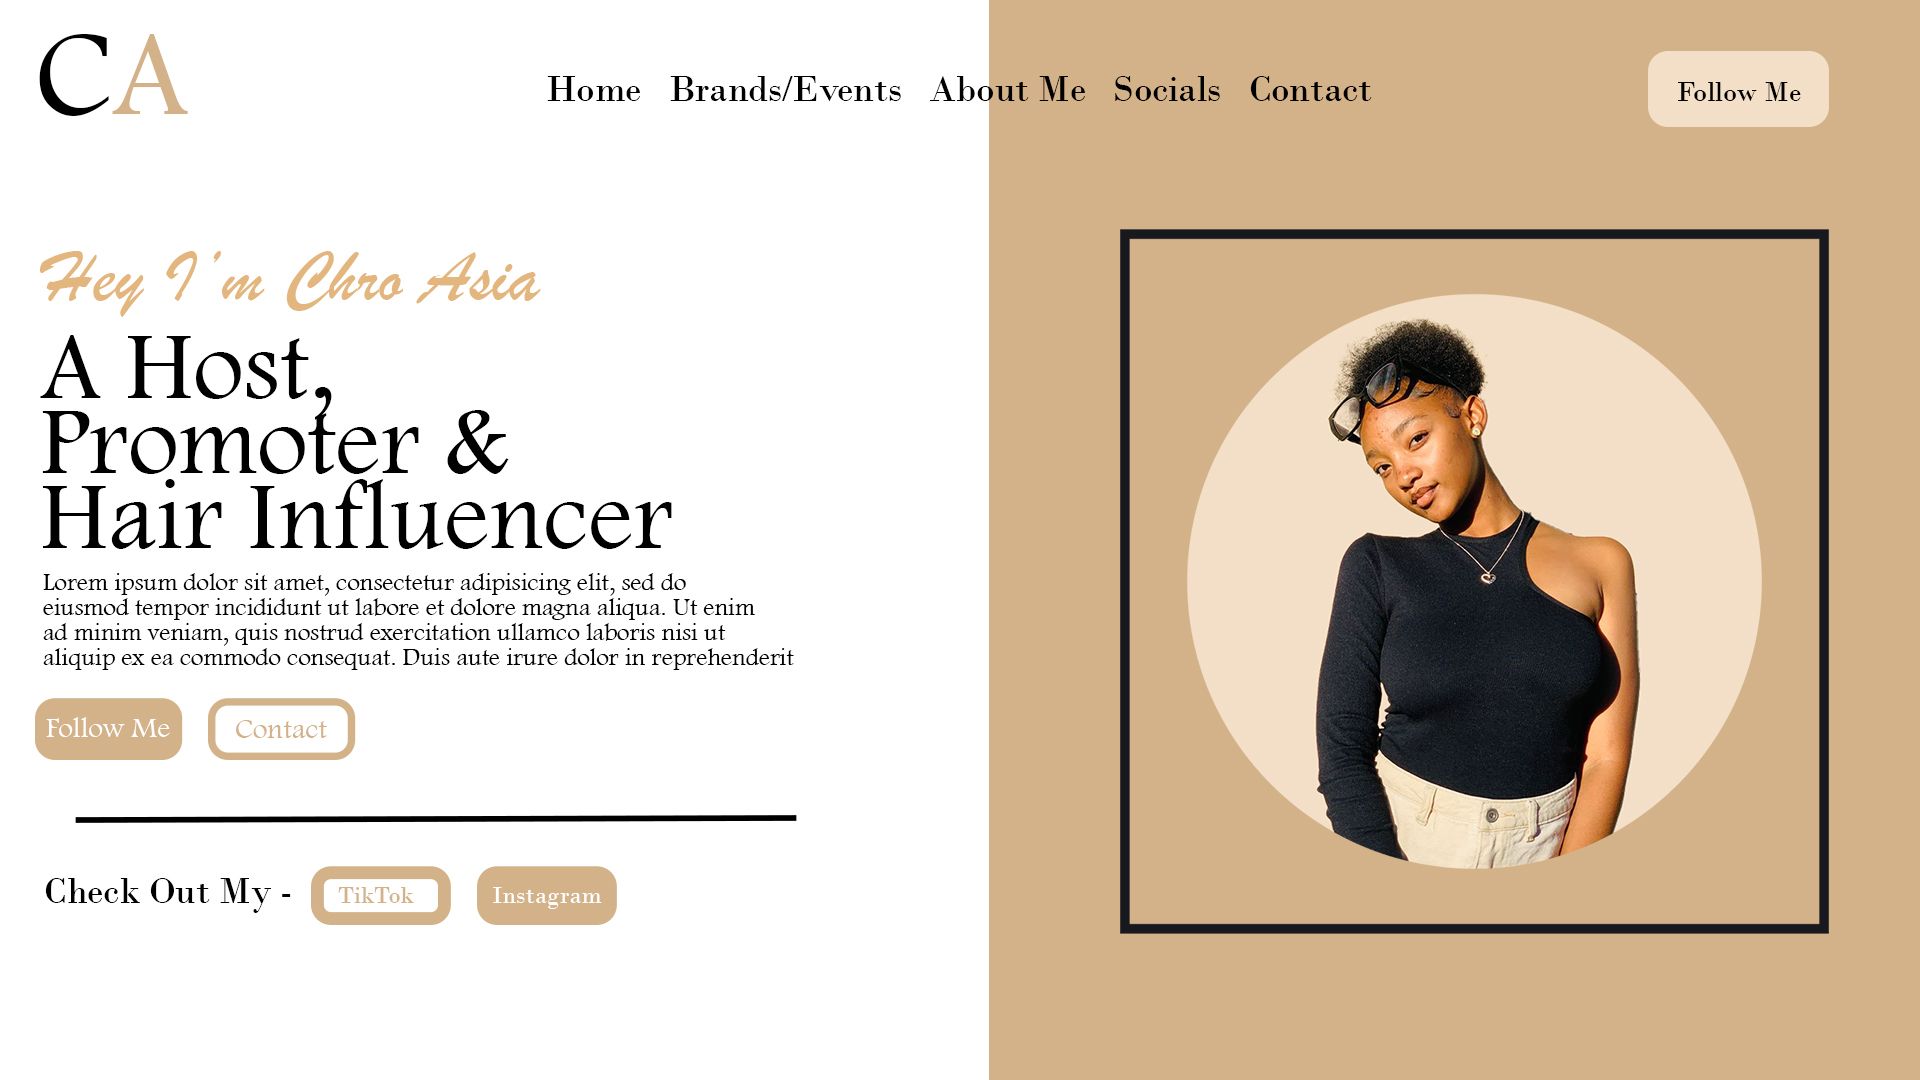 CA
Home Brands/Events About Me Socials Contact
Follow Me
Hey I'm Chro Asia
A Host,
Promoter &
Hair Influencer
Lorem ipsum dolor sit amet, consectetur adipisicing elit, sed do
eiusmod tempor incididunt ut labore et dolore magna aliqua. Ut enim
ad minim veniam, quis nostrud exercitation ullamco laboris nisi ut
aliquip ex ea commodo consequat. Duis aute irure dolor in reprehenderit
Follow Me Contact
Check Out My - TikTok Instagram